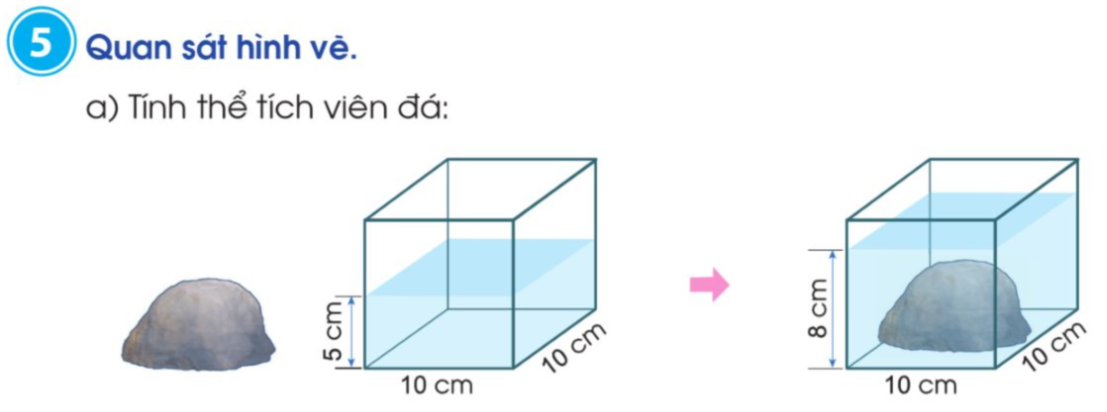 5 Quan sát hình vẽ.
a) Tính thể tích viên đá:
5 cm
10 cm
10 cm
8 cm
10 cm
10 cm